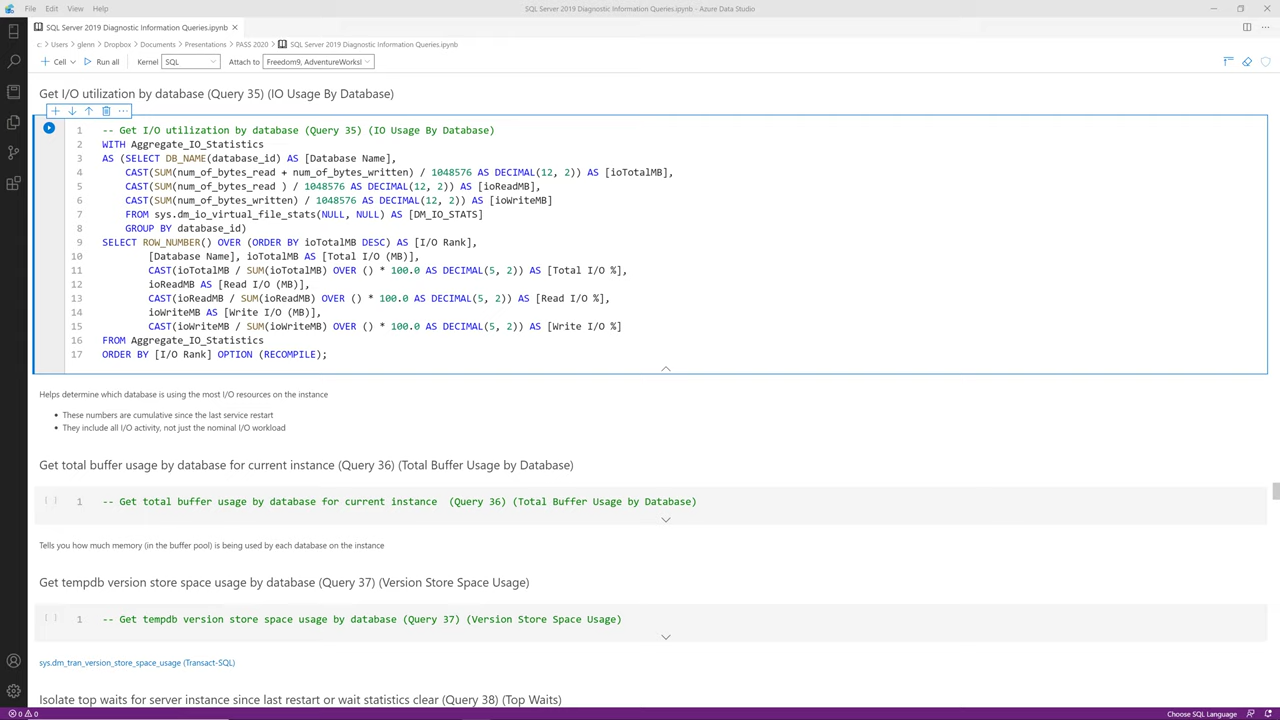 File Edit View Help
SQL Server 2019 Diagnostic Information Queries.ipynb - Azure Data Studio
SQL Server 2019 Diagnostic Information Queries.ipynb
c: > Users > glenn > Dropbox > Documents > Presentations > PASS 2020 > SQL Server 2019 Diagnostic Information Queries.ipynb
Cell Run all Kernel SQL Attach to Freedom9, AdventureWorksl
Get I/O utilization by database (Query 35) (IO Usage By Database)
1 -- Get I/O utilization by database (Query 35) (IO Usage By Database)
2 WITH Aggregate_IO_Statistics
3 AS (SELECT DB_NAME(database_id) AS [Database Name],
4 CAST(SUM(num_of_bytes_read + num_of_bytes_written) / 1048576 AS DECIMAL(12, 2)) AS [ioTotalMB],
5 CAST(SUM(num_of_bytes_read ) / 1048576 AS DECIMAL(12, 2)) AS [ioReadMB],
6 CAST(SUM(num_of_bytes_written) / 1048576 AS DECIMAL(12, 2)) AS [ioWriteMB]
7 FROM sys.dm_io_virtual_file_stats(NULL, NULL) AS [DM_IO_STATS]
8 GROUP BY database_id)
9 SELECT ROW_NUMBER() OVER (ORDER BY ioTotalMB DESC) AS [I/O Rank],
10 [Database Name], ioTotalMB AS [Total I/O (MB)],
11 CAST(ioTotalMB / SUM(ioTotalMB) OVER () * 100.0 AS DECIMAL(5, 2)) AS [Total I/O %],
12 ioReadMB AS [Read I/O (MB)],
13 CAST(ioReadMB / SUM(ioReadMB) OVER () * 100.0 AS DECIMAL(5, 2)) AS [Read I/O %],
14 ioWriteMB AS [Write I/O (MB)],
15 CAST(ioWriteMB / SUM(ioWriteMB) OVER () * 100.0 AS DECIMAL(5, 2)) AS [Write I/O %]
16 FROM Aggregate_IO_Statistics
17 ORDER BY [I/O Rank] OPTION (RECOMPILE);
Helps determine which database is using the most I/O resources on the instance
• These numbers are cumulative since the last service restart
• They include all I/O activity, not just the nominal I/O workload
Get total buffer usage by database for current instance (Query 36) (Total Buffer Usage by Database)
[ ] 1 -- Get total buffer usage by database for current instance  (Query 36) (Total Buffer Usage by Database)
Tells you how much memory (in the buffer pool) is being used by each database on the instance
Get tempdb version store space usage by database (Query 37) (Version Store Space Usage)
[ ] 1 -- Get tempdb version store space usage by database (Query 37) (Version Store Space Usage)
sys.dm_tran_version_store_space_usage (Transact-SQL)
Isolate top waits for server instance since last restart or wait statistics clear (Query 38) (Top Waits)
0 0 Choose SQL Language